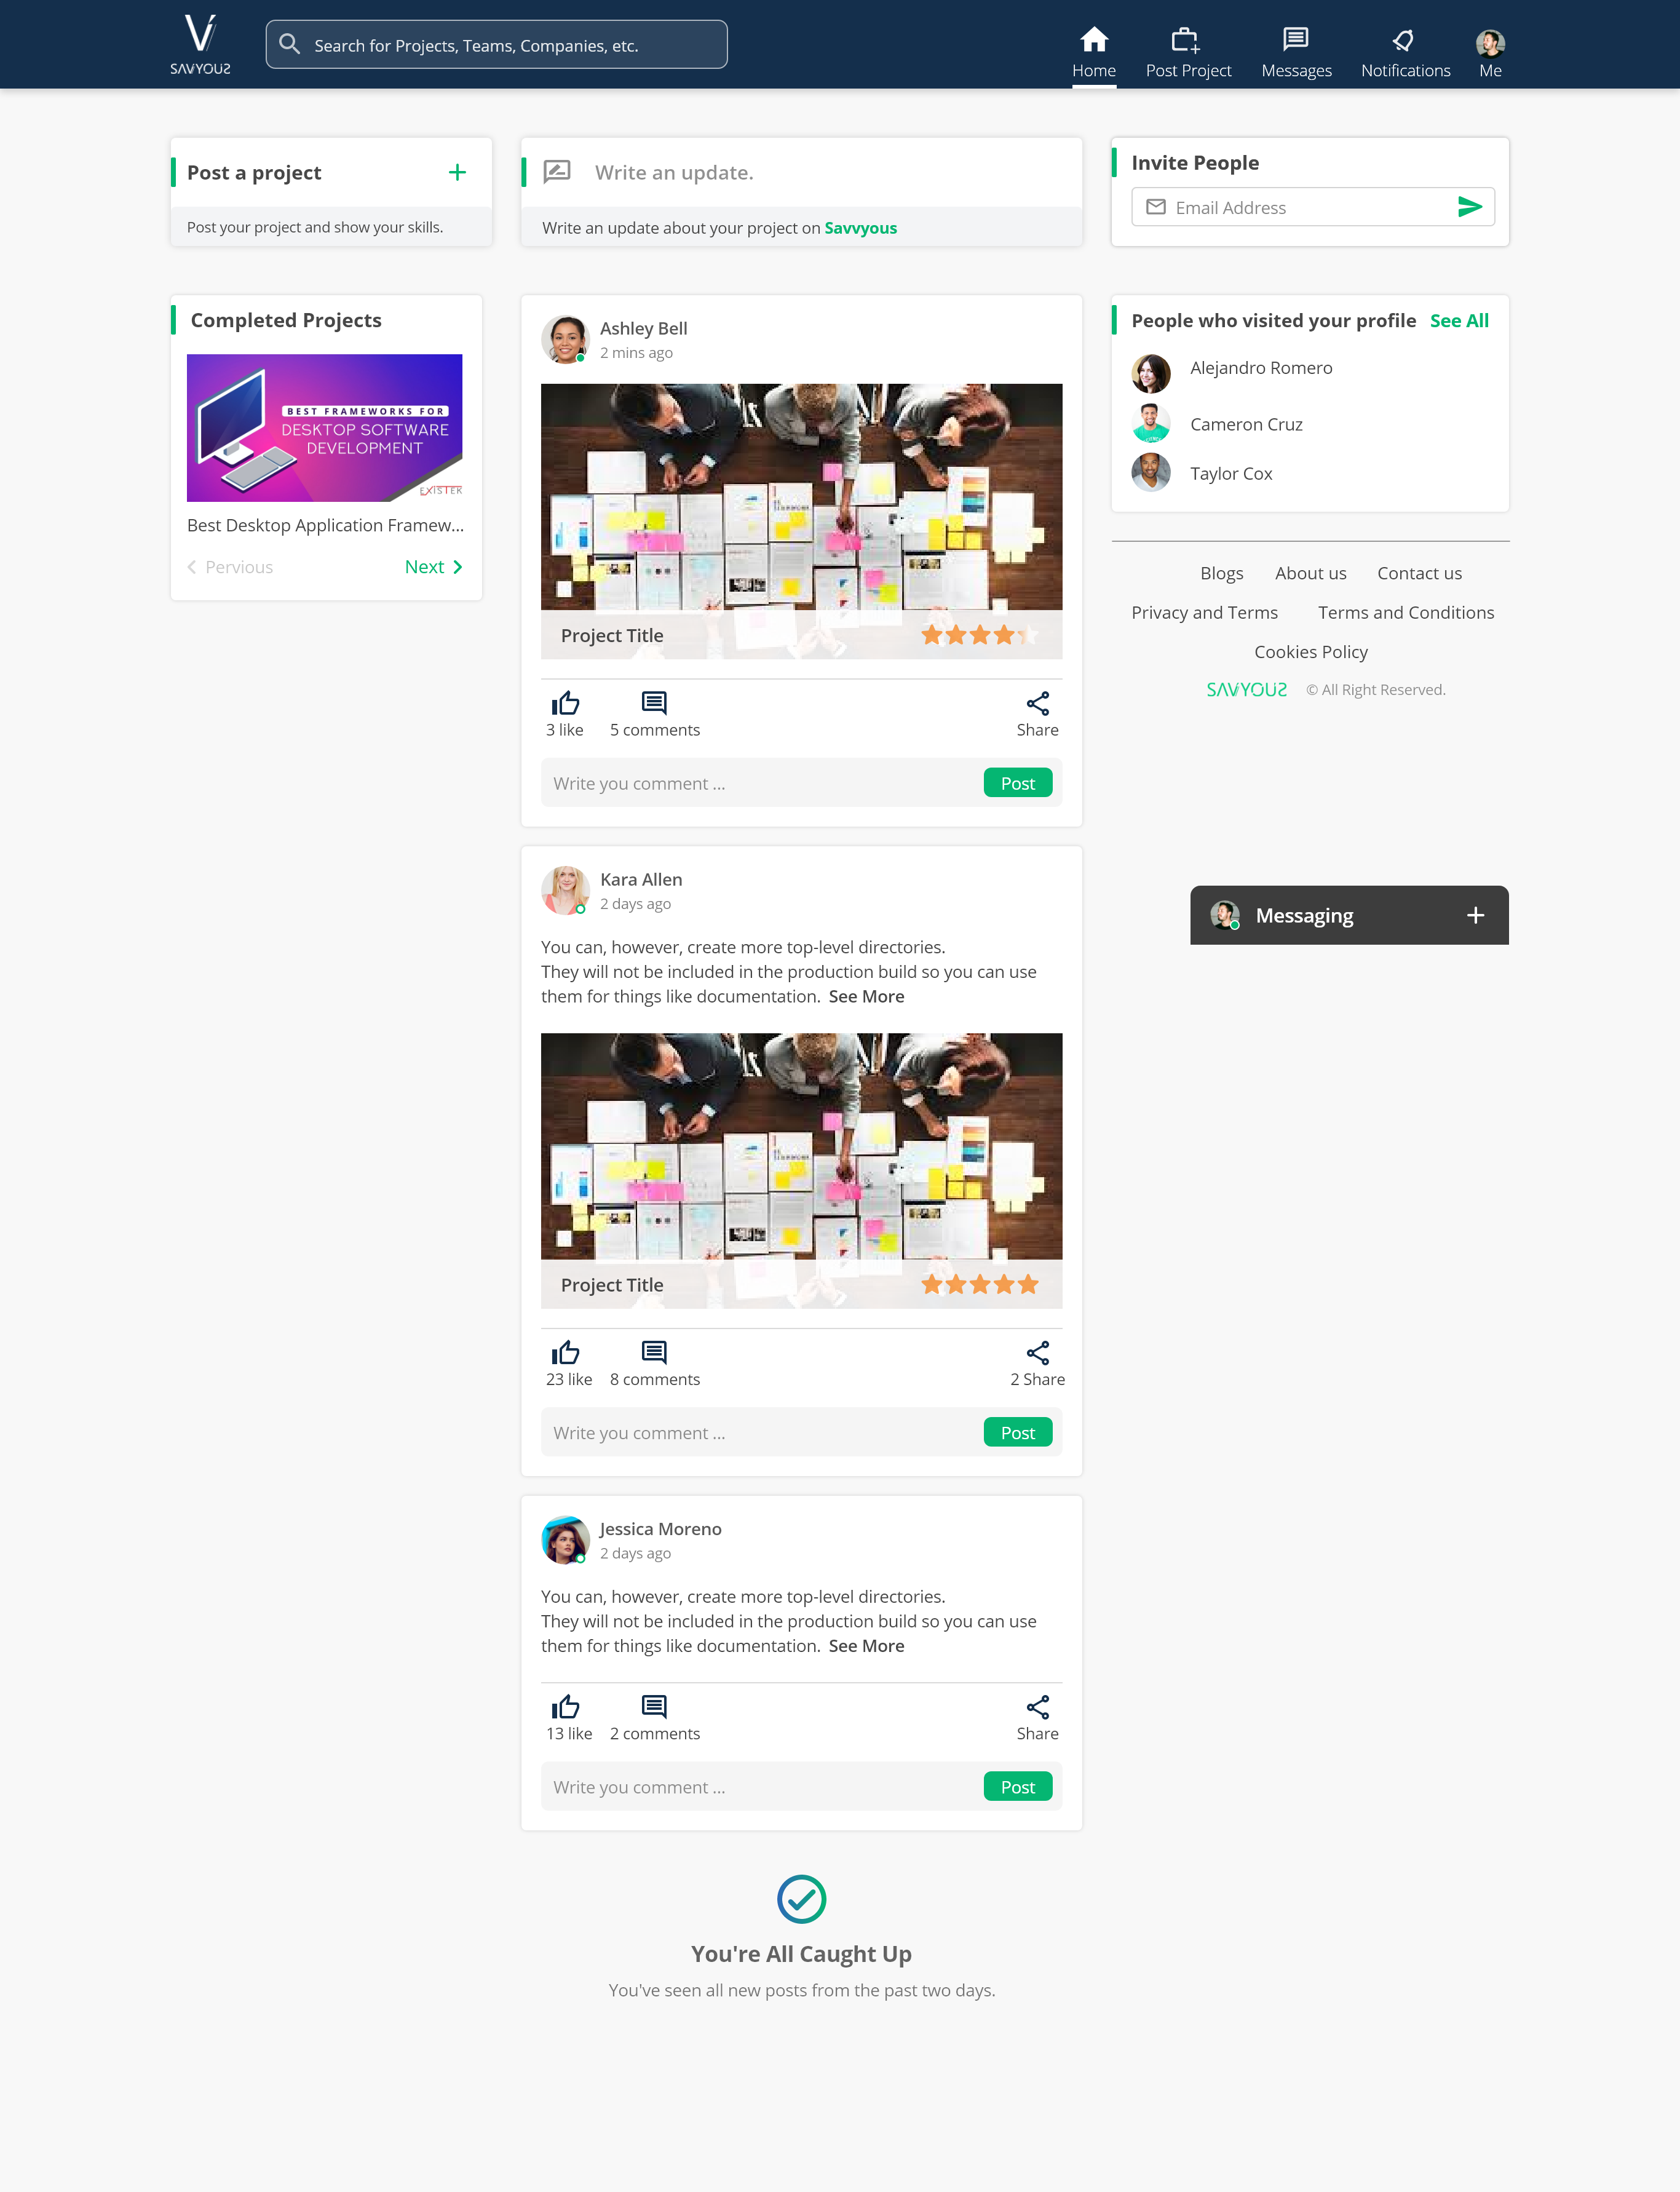 SAVVYOUS
Search for Projects, Teams, Companies, etc.
Home
Post Project
Messages
Notifications
Me
Post a project
Post your project and show your skills.
Write an update.
Write an update about your project on Savvyous
Invite People
Email Address
Completed Projects
BEST FRAMEWORKS FOR
DESKTOP SOFTWARE
DEVELOPMENT
EXISTEK
Best Desktop Application Framew...
Pervious
Next
Ashley Bell
2 mins ago
Project Title
3 like
5 comments
Share
Write you comment ...
Post
Kara Allen
2 days ago
You can, however, create more top-level directories.
They will not be included in the production build so you can use
them for things like documentation. See More
Project Title
23 like
8 comments
2 Share
Write you comment ...
Post
Jessica Moreno
2 days ago
You can, however, create more top-level directories.
They will not be included in the production build so you can use
them for things like documentation. See More
13 like
2 comments
Share
Write you comment ...
Post
You're All Caught Up
You've seen all new posts from the past two days.
People who visited your profile See All
Alejandro Romero
Cameron Cruz
Taylor Cox
Blogs About us Contact us
Privacy and Terms Terms and Conditions
Cookies Policy
SAVVYOUS © All Right Reserved.
Messaging